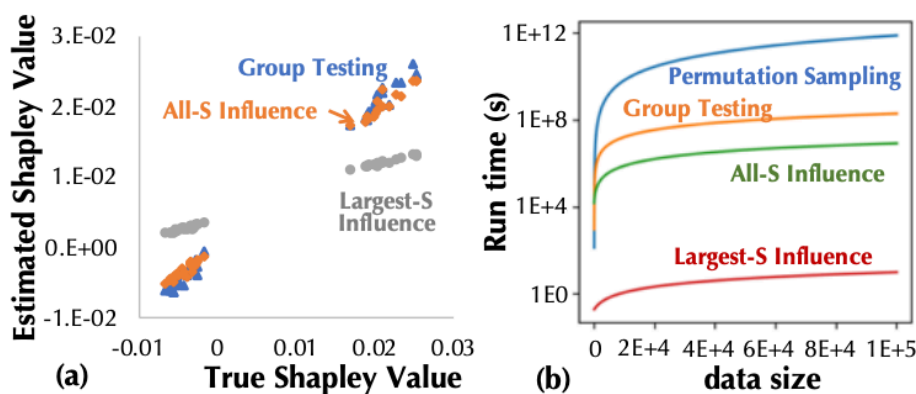 Estimated Shapley Value
3.E-02
2.E-02
1.E-02
0.E+00
-1.E-02
Group Testing
All-S Influence
Largest-S
Influence
-0.01
0
0.01
0.02
0.03
(a)
True Shapley Value
Run time (s)
1E+12
1E+8
1E+4
1E0
Permutation Sampling
Group Testing
All-S Influence
Largest-S Influence
0
2E+4
4E+4
6E+4
8E+4
1E+5
(b)
data size